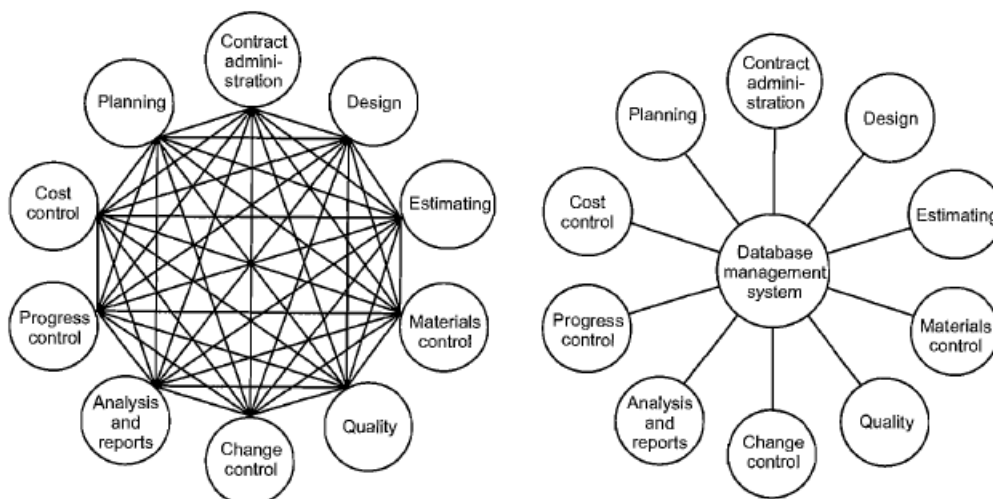 Contract
admini-
stration
Planning
Design
Cost
control
Estimating
Progress
control
Materials
control
Analysis
and
reports
Quality
Change
control
Contract
admini-
stration
Planning
Design
Cost
control
Estimating
Database
management
system
Progress
control
Materials
control
Analysis
and
reports
Quality
Change
control